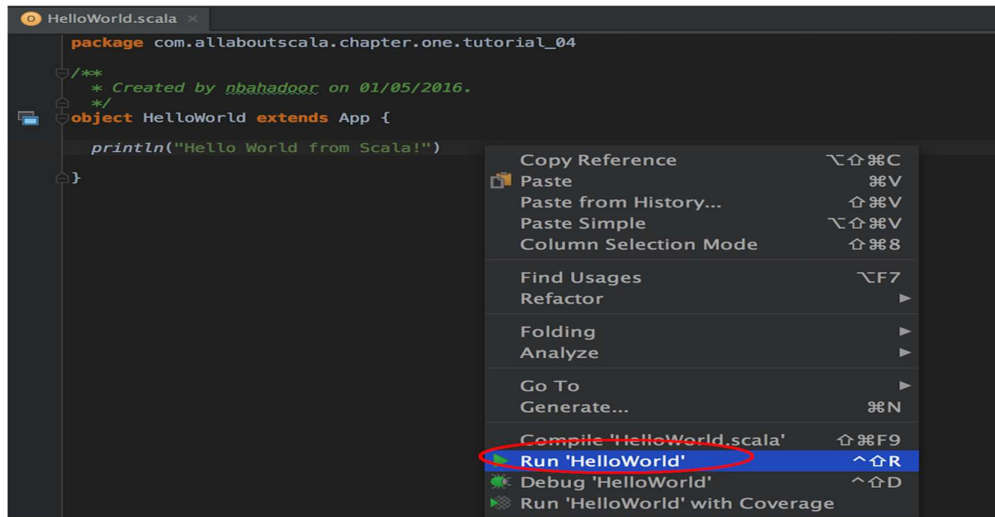 HelloWorld.scala
package com.allaboutscala.chapter.one.tutorial_04
/**
* Created by nbahadoor on 01/05/2016.
*/
object HelloWorld extends App {
println("Hello World from Scala!")
}
Copy Reference ⌥⇧⌘C
Paste ⌘V
Paste from History... ⇧⌘V
Paste Simple ⌥⇧⌘V
Column Selection Mode ⇧⌘8
Find Usages ⌥F7
Refactor
Folding
Analyze
Go To
Generate... ⌘N
Compile 'HelloWorld.scala' ⇧⌘F9
Run 'HelloWorld' ^⇧R
Debug 'HelloWorld' ^⇧D
Run 'HelloWorld' with Coverage